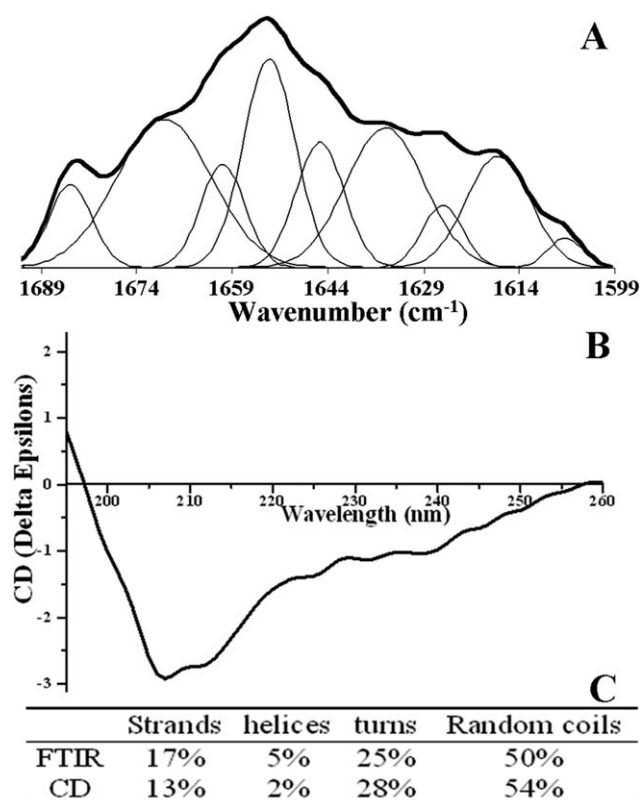 A
1689 1674 1659 1644 1629 1614 1599
Wavenumber (cm⁻¹)
B
CD (Delta Epsilons)
2
1
0
-1
-2
-3
200 210 220 230 240 250 260
Wavelength (nm)
C
Strands helices turns Random coils
FTIR 17% 5% 25% 50%
CD 13% 2% 28% 54%